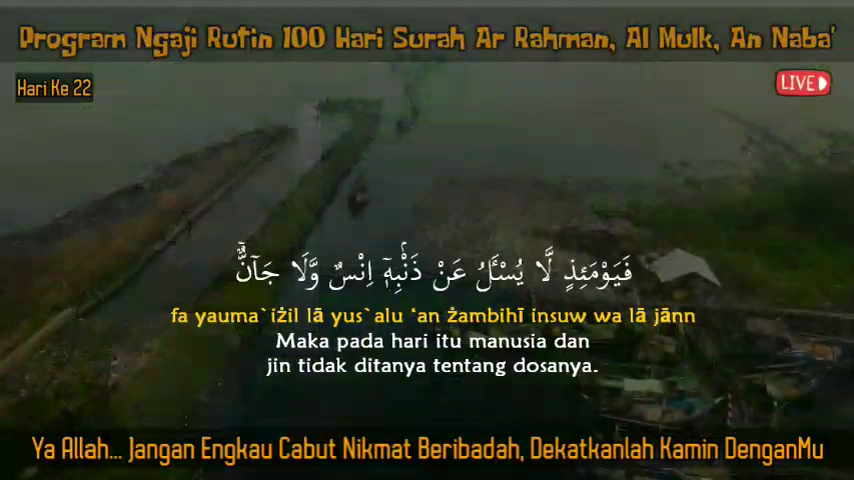 Program Ngaji Rutin 100 Hari Surah Ar Rahman, Al Mulk, An Naba'
Hari Ke 22
LIVE
فَيَوْمَئِذٍ لَّا يُسْـَٔلُ عَنْ ذَنْۢبِهٖٓ اِنْسٌ وَّلَا جَاۤنٌّۚ
fa yauma`iżil lā yus`alu ‘an żambihī insuw wa lā jānn
Maka pada hari itu manusia dan
jin tidak ditanya tentang dosanya.
Ya Allah... Jangan Engkau Cabut Nikmat Beribadah, Dekatkanlah Kamin DenganMu